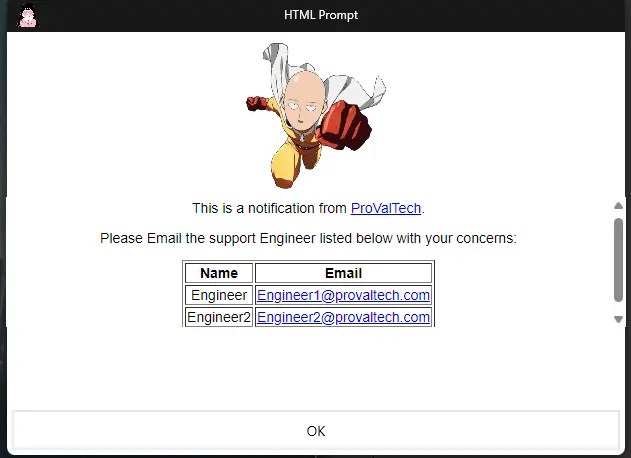 HTML Prompt
This is a notification from ProValTech.
Please Email the support Engineer listed below with your concerns:
Name Email
Engineer Engineer1@provaltech.com
Engineer2 Engineer2@provaltech.com
OK